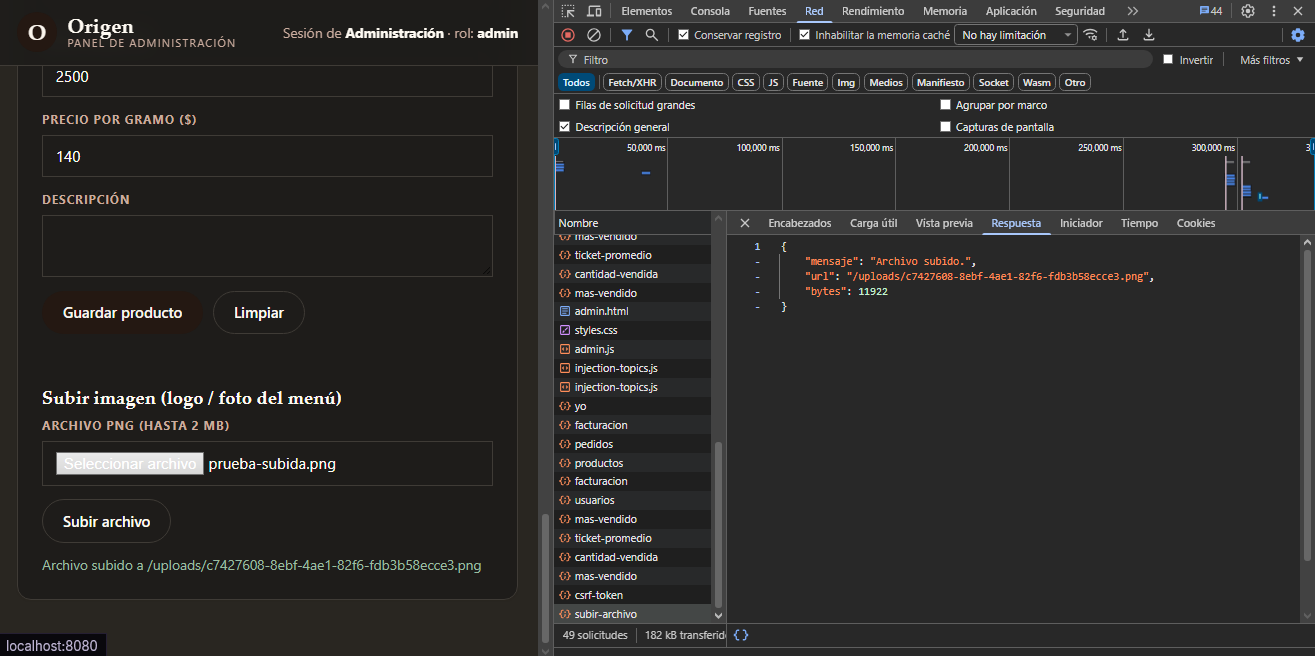 O
Origen
PANEL DE ADMINISTRACIÓN
Sesión de Administración · rol: admin
2500
PRECIO POR GRAMO ($)
140
DESCRIPCIÓN
Guardar producto
Limpiar
Subir imagen (logo / foto del menú)
ARCHIVO PNG (HASTA 2 MB)
Seleccionar archivo prueba-subida.png
Subir archivo
Archivo subido a /uploads/c7427608-8ebf-4ae1-82f6-fdb3b58ecce3.png
localhost:8080
Elementos Consola Fuentes Red Rendimiento Memoria Aplicación Seguridad 44
Conservar registro Inhabilitar la memoria caché No hay limitación
Filtro Invertir Más filtros
Todos Fetch/XHR Documento CSS JS Fuente Img Medios Manifiesto Socket Wasm Otro
Filas de solicitud grandes Agrupar por marco
Descripción general Capturas de pantalla
50,000 ms 100,000 ms 150,000 ms 200,000 ms 250,000 ms 300,000 ms
Nombre
mas-vendido
ticket-promedio
cantidad-vendida
mas-vendido
admin.html
styles.css
admin.js
injection-topics.js
injection-topics.js
yo
facturacion
pedidos
productos
facturacion
usuarios
mas-vendido
ticket-promedio
cantidad-vendida
mas-vendido
csrf-token
subir-archivo
49 solicitudes 182 kB transferid
Encabezados Carga útil Vista previa Respuesta Iniciador Tiempo Cookies
1 {
- "mensaje": "Archivo subido.",
- "url": "/uploads/c7427608-8ebf-4ae1-82f6-fdb3b58ecce3.png",
- "bytes": 11922
- }
{}